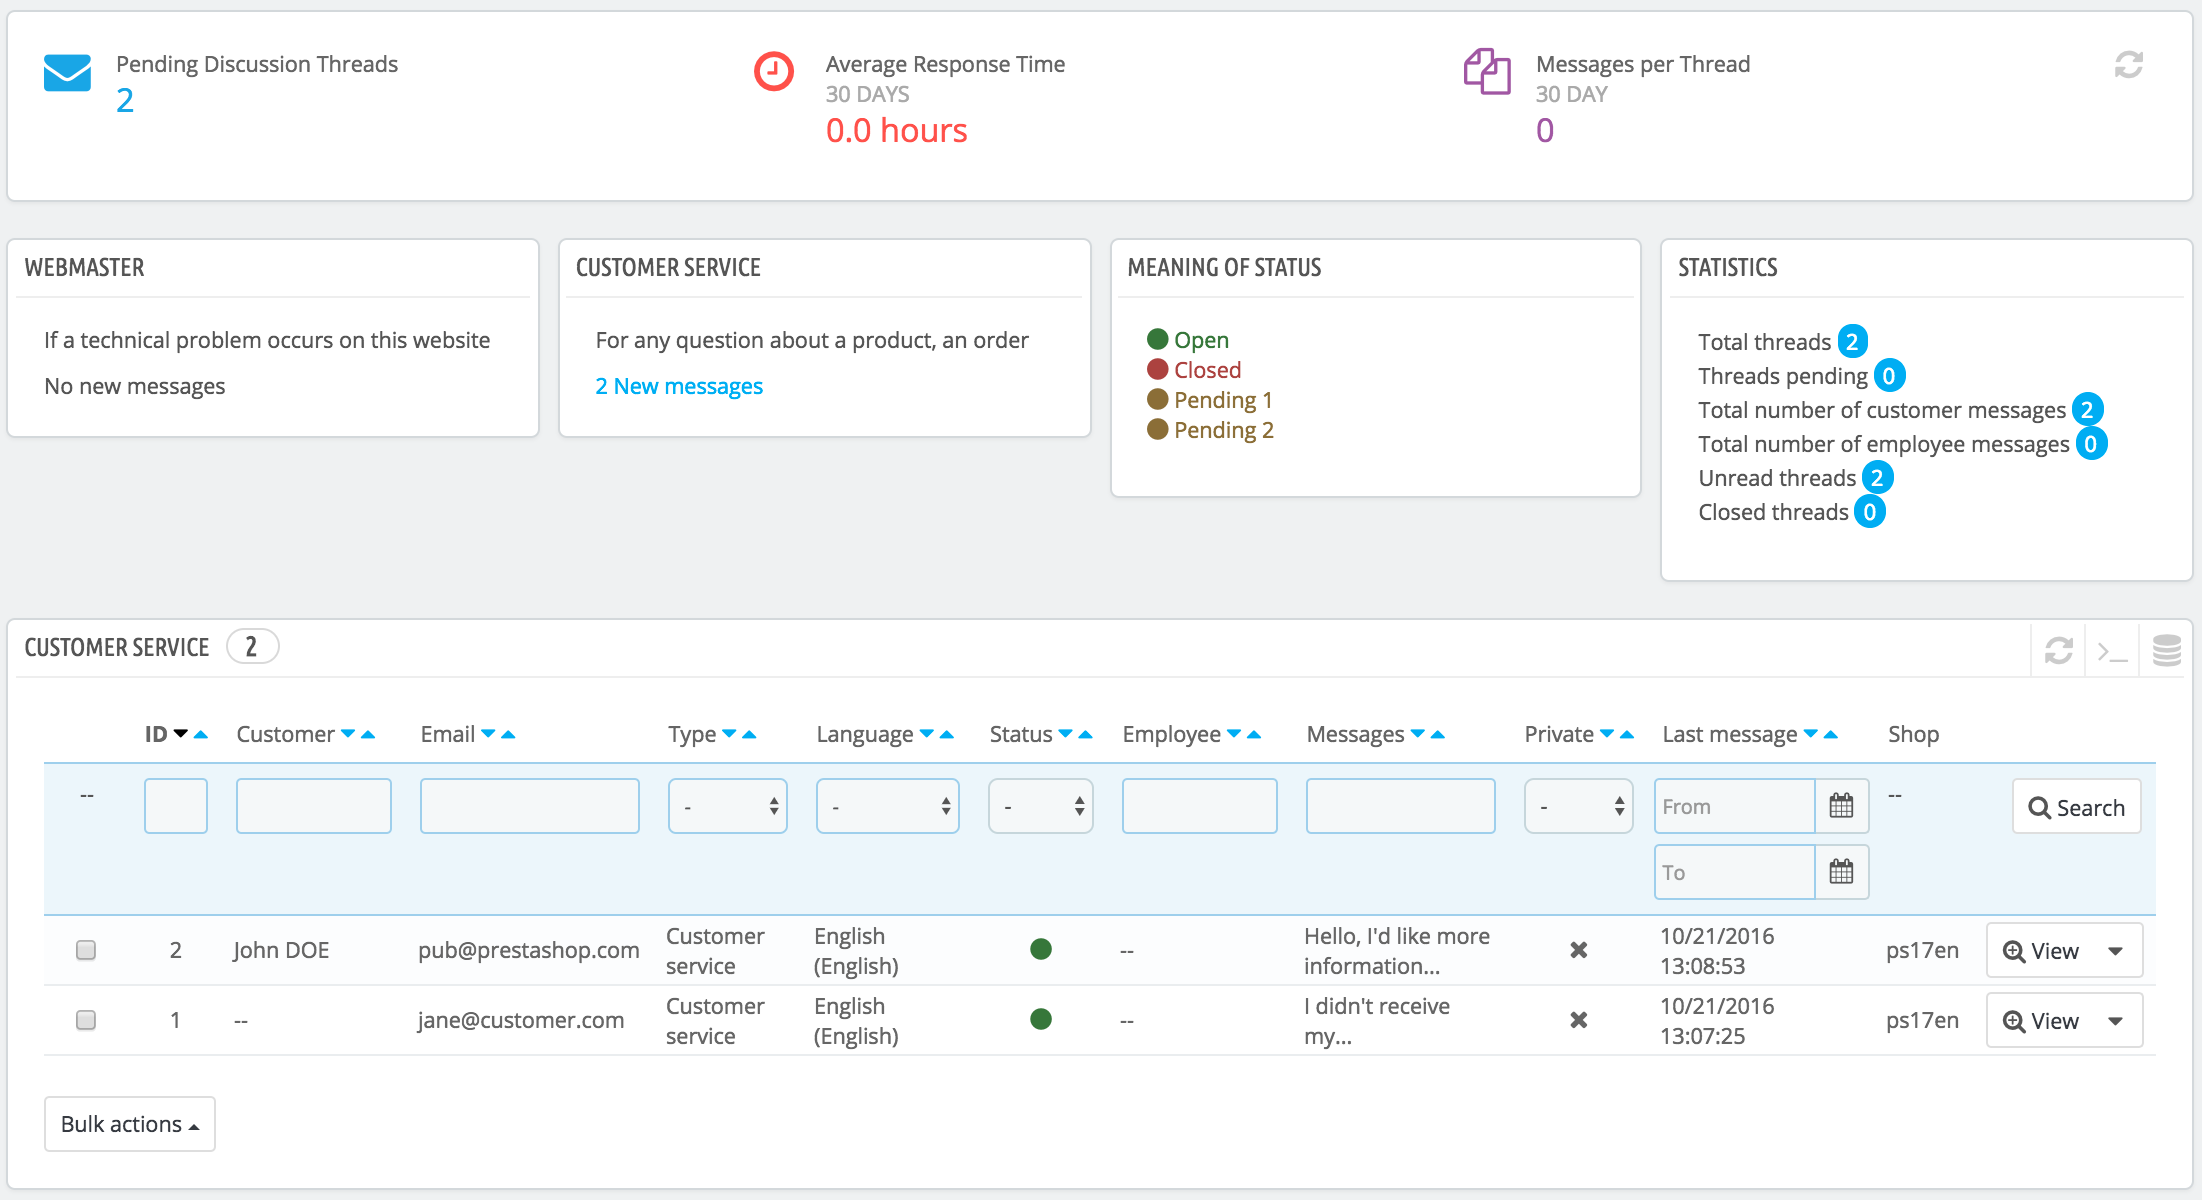 Pending Discussion Threads
2
Average Response Time
30 DAYS
0.0 hours
Messages per Thread
30 DAY
0
WEBMASTER
If a technical problem occurs on this website
No new messages
CUSTOMER SERVICE
For any question about a product, an order
2 New messages
MEANING OF STATUS
Open
Closed
Pending 1
Pending 2
STATISTICS
Total threads 2
Threads pending 0
Total number of customer messages 2
Total number of employee messages 0
Unread threads 2
Closed threads 0
CUSTOMER SERVICE 2
ID Customer Email Type Language Status Employee Messages Private Last message Shop
-- - - - - From -- Search
To
2 John DOE pub@prestashop.com Customer service English (English) -- Hello, I'd like more information... 10/21/2016 13:08:53 ps17en View
1 -- jane@customer.com Customer service English (English) -- I didn't receive my... 10/21/2016 13:07:25 ps17en View
Bulk actions